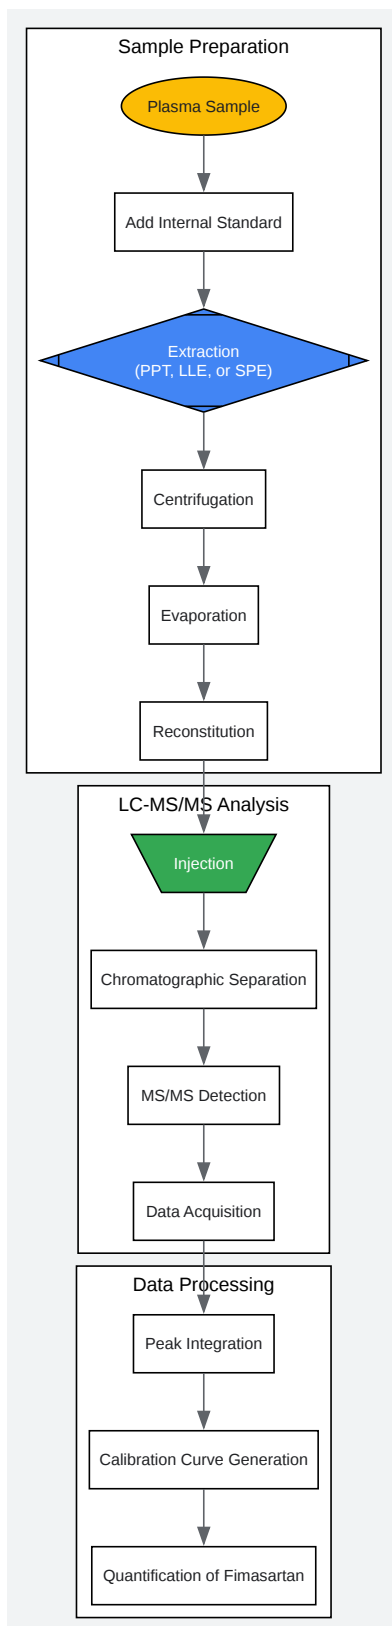 Sample Preparation
Plasma Sample
Add Internal Standard
Extraction
(PPT, LLE, or SPE)
Centrifugation
Evaporation
Reconstitution
LC-MS/MS Analysis
Injection
Chromatographic Separation
MS/MS Detection
Data Acquisition
Data Processing
Peak Integration
Calibration Curve Generation
Quantification of Fimasartan